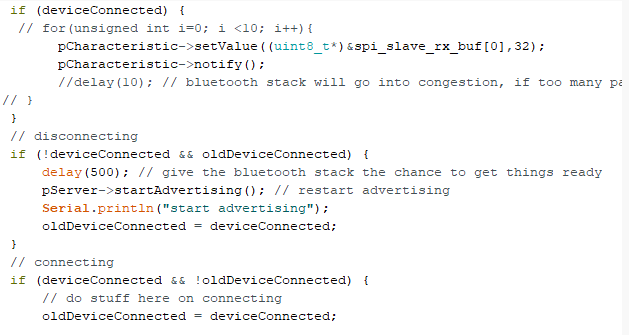 if (deviceConnected) {
// for(unsigned int i=0; i <10; i++){
pCharacteristic->setValue((uint8_t*)&spi_slave_rx_buf[0],32);
pCharacteristic->notify();
//delay(10); // bluetooth stack will go into congestion, if too many pa
// }
}
// disconnecting
if (!deviceConnected && oldDeviceConnected) {
delay(500); // give the bluetooth stack the chance to get things ready
pServer->startAdvertising(); // restart advertising
Serial.println("start advertising");
oldDeviceConnected = deviceConnected;
}
// connecting
if (deviceConnected && !oldDeviceConnected) {
// do stuff here on connecting
oldDeviceConnected = deviceConnected;